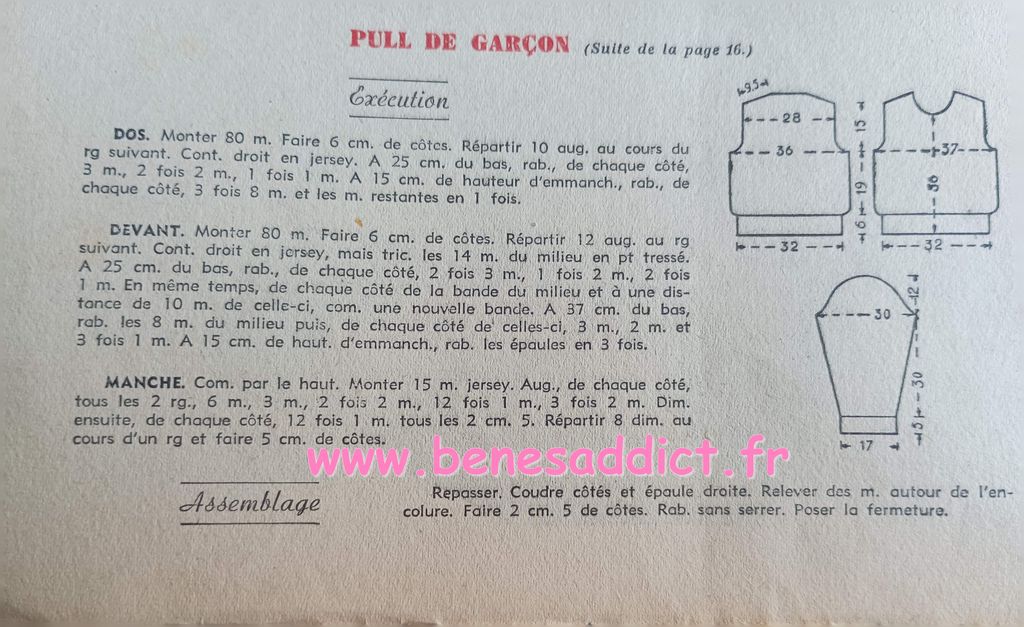 PULL DE GARÇON (Suite de la page 16.)
Exécution
DOS. Monter 80 m. Faire 6 cm. de côtes. Répartir 10 aug. au cours du
rg suivant. Cont. droit en jersey. A 25 cm. du bas, rab., de chaque côté,
3 m., 2 fois 2 m., 1 fois 1 m. A 15 cm. de hauteur d'emmanch., rab., de
chaque côté, 3 fois 8 m. et les m. restantes en 1 fois.
DEVANT. Monter 80 m. Faire 6 cm. de côtes. Répartir 12 aug. au rg
suivant. Cont. droit en jersey, mais tric. les 14 m. du milieu en pt tressé.
A 25 cm. du bas, rab., de chaque côté, 2 fois 3 m., 1 fois 2 m., 2 fois
1 m. En même temps, de chaque côté de la bande du milieu et à une dis-
tance de 10 m. de celle-ci, com. une nouvelle bande. A 37 cm. du bas,
rab. les 8 m. du milieu puis, de chaque côté de celles-ci, 3 m., 2 m. et
3 fois 1 m. A 15 cm. de haut. d'emmanch., rab. les épaules en 3 fois.
MANCHE. Com. par le haut. Monter 15 m. jersey. Aug., de chaque côté,
tous les 2 rg., 6 m., 3 m., 2 fois 2 m., 12 fois 1 m., 3 fois 2 m. Dim.
ensuite, de chaque côté, 12 fois 1 m. tous les 2 cm. 5. Répartir 8 dim. au
cours d'un rg et faire 5 cm. de côtes.
www.benesaddict.fr
Assemblage
Repasser. Coudre côtés et épaule droite. Relever des m. autour de l'en-
colure. Faire 2 cm. 5 de côtes. Rab. sans serrer. Poser la fermeture.
9,5
28
36
32
15
19
6
37
36
32
12
30
30
5
17